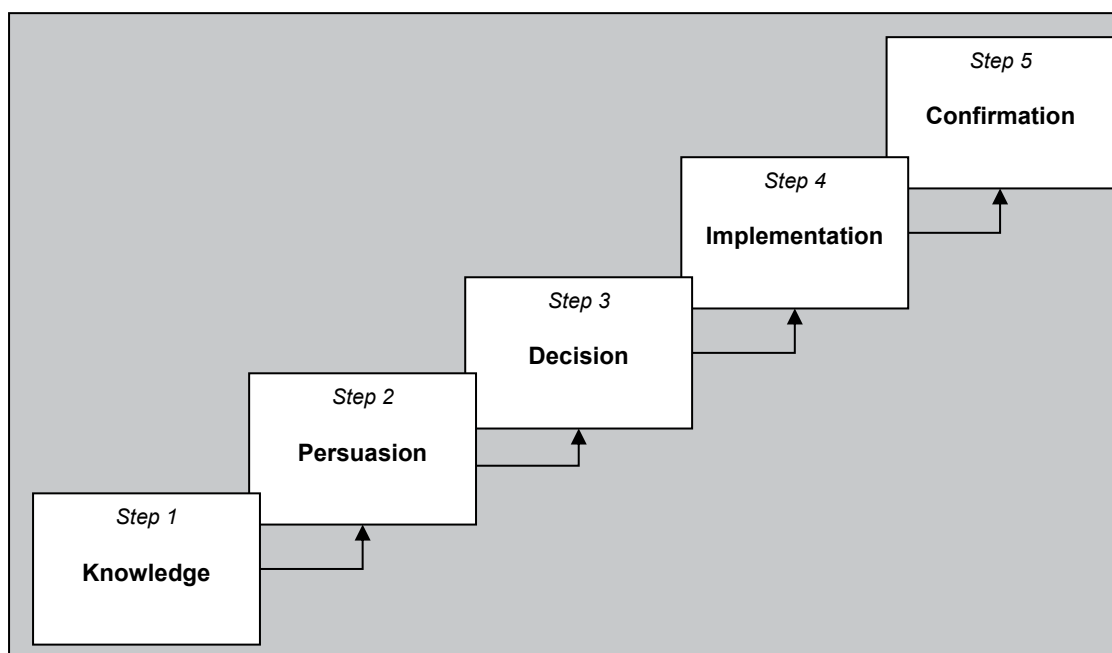 Step 1
Knowledge
Step 2
Persuasion
Step 3
Decision
Step 4
Implementation
Step 5
Confirmation